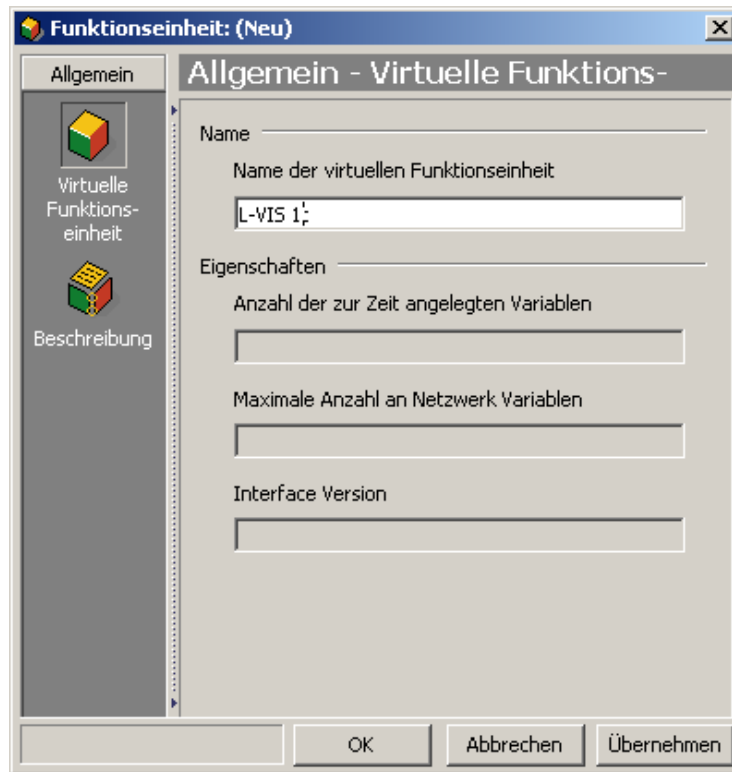 Funktionseinheit: (Neu)
Allgemein
Allgemein - Virtuelle Funktions-
Virtuelle
Funktions-
einheit
Beschreibung
Name
Name der virtuellen Funktionseinheit
L-VIS 1
Eigenschaften
Anzahl der zur Zeit angelegten Variablen
Maximale Anzahl an Netzwerk Variablen
Interface Version
OK
Abbrechen
Übernehmen